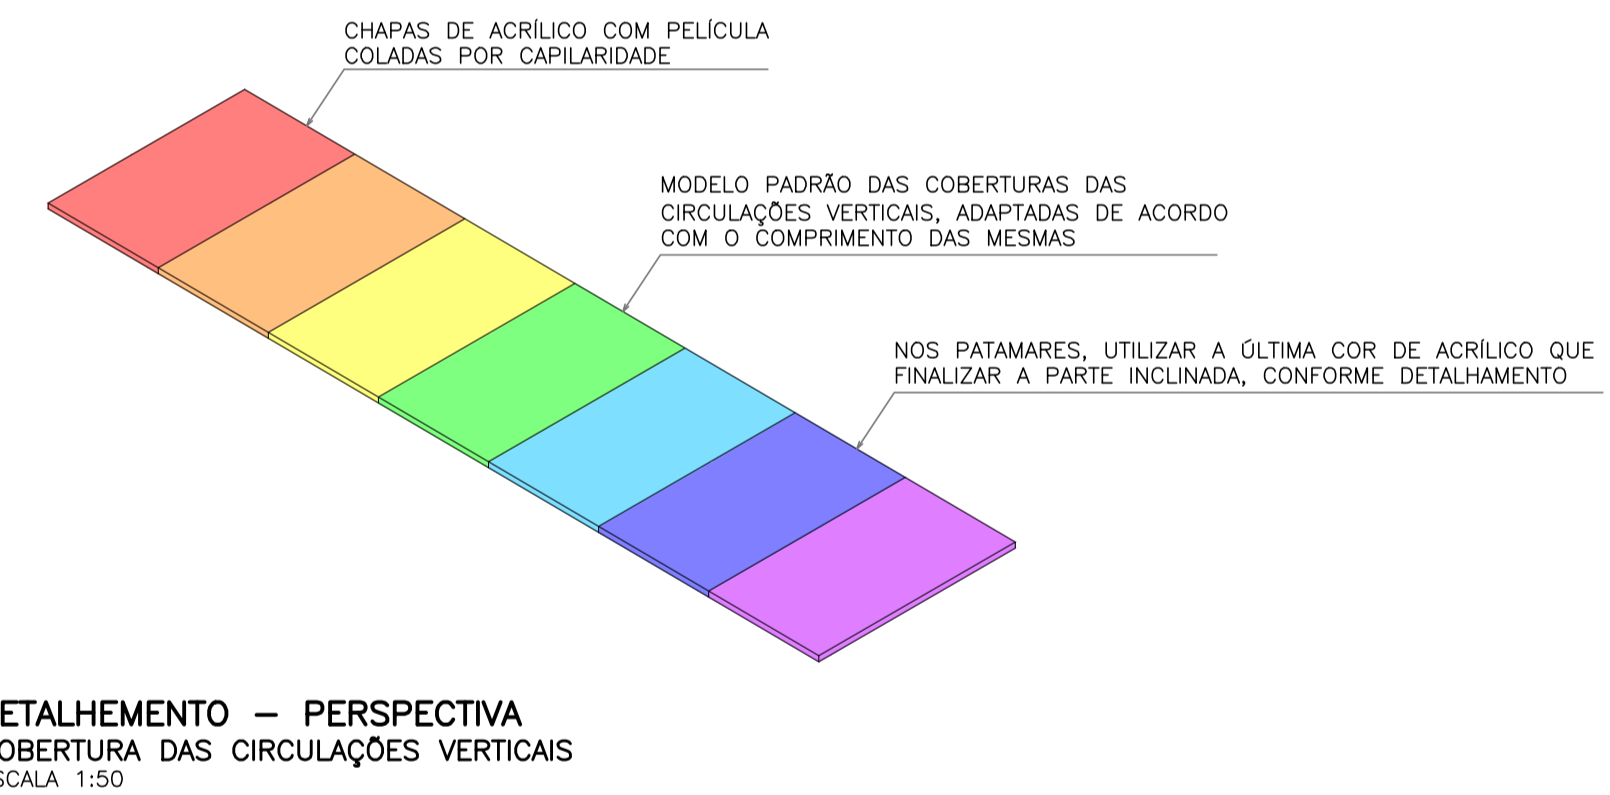 CHAPAS DE ACRÍLICO COM PELÍCULA
COLADAS POR CAPILARIDADE
MODELO PADRÃO DAS COBERTURAS DAS
CIRCULAÇÕES VERTICAIS, ADAPTADAS DE ACORDO
COM O COMPRIMENTO DAS MESMAS
NOS PATAMARES, UTILIZAR A ÚLTIMA COR DE ACRÍLICO QUE
FINALIZAR A PARTE INCLINADA, CONFORME DETALHAMENTO
ETALHEMENTO – PERSPECTIVA
OBERTURA DAS CIRCULAÇÕES VERTICAIS
SCALA 1:50